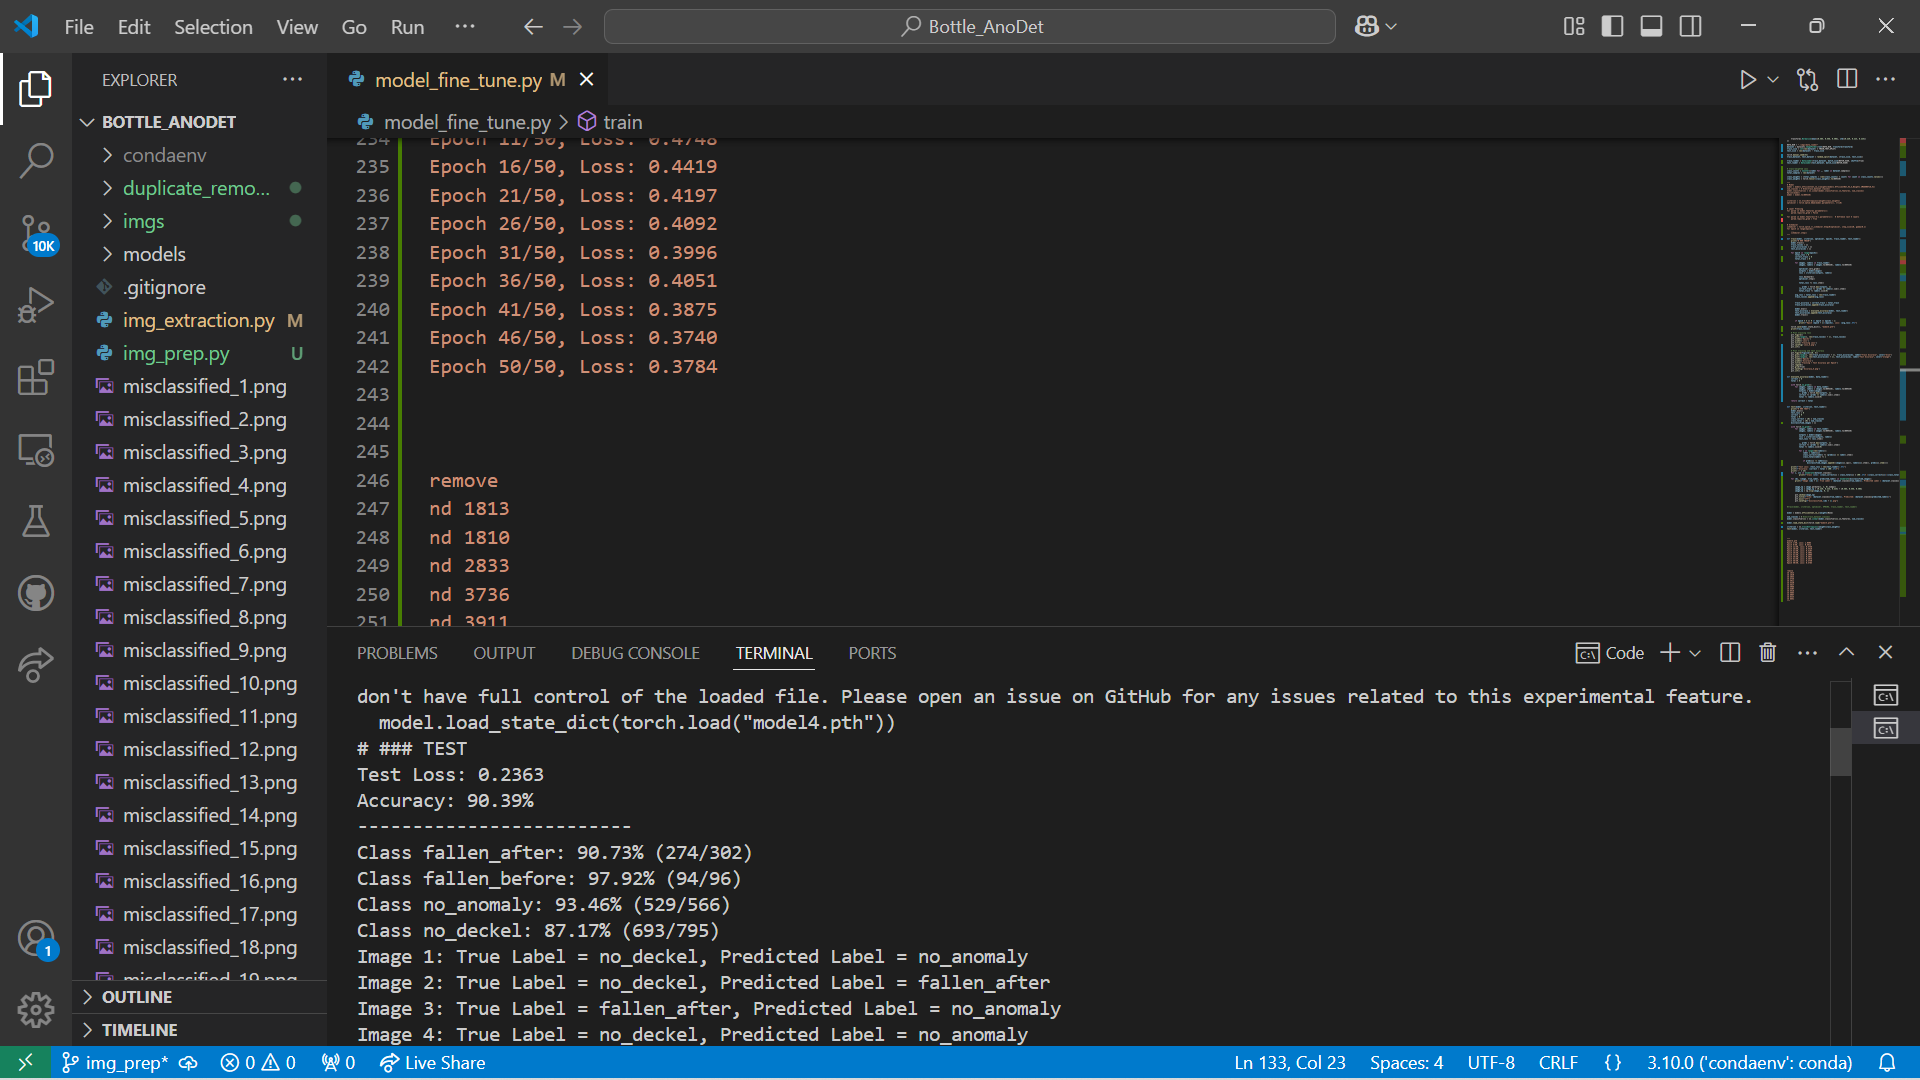 File Edit Selection View Go Run ··· Bottle_AnoDet
EXPLORER
BOTTLE_ANODET
condaenv
duplicate_remo...
imgs
models
.gitignore
img_extraction.py M
img_prep.py U
misclassified_1.png
misclassified_2.png
misclassified_3.png
misclassified_4.png
misclassified_5.png
misclassified_6.png
misclassified_7.png
misclassified_8.png
misclassified_9.png
misclassified_10.png
misclassified_11.png
misclassified_12.png
misclassified_13.png
misclassified_14.png
misclassified_15.png
misclassified_16.png
misclassified_17.png
misclassified_18.png
misclassified_19.png
OUTLINE
TIMELINE
10K
1
model_fine_tune.py M
model_fine_tune.py > train
234 Epoch 11/50, Loss: 0.4748
235 Epoch 16/50, Loss: 0.4419
236 Epoch 21/50, Loss: 0.4197
237 Epoch 26/50, Loss: 0.4092
238 Epoch 31/50, Loss: 0.3996
239 Epoch 36/50, Loss: 0.4051
240 Epoch 41/50, Loss: 0.3875
241 Epoch 46/50, Loss: 0.3740
242 Epoch 50/50, Loss: 0.3784
243
244
245
246 remove
247 nd 1813
248 nd 1810
249 nd 2833
250 nd 3736
251 nd 3911
PROBLEMS OUTPUT DEBUG CONSOLE TERMINAL PORTS Code
don't have full control of the loaded file. Please open an issue on GitHub for any issues related to this experimental feature.
model.load_state_dict(torch.load("model4.pth"))
# ### TEST
Test Loss: 0.2363
Accuracy: 90.39%
-------------------------
Class fallen_after: 90.73% (274/302)
Class fallen_before: 97.92% (94/96)
Class no_anomaly: 93.46% (529/566)
Class no_deckel: 87.17% (693/795)
Image 1: True Label = no_deckel, Predicted Label = no_anomaly
Image 2: True Label = no_deckel, Predicted Label = fallen_after
Image 3: True Label = fallen_after, Predicted Label = no_anomaly
Image 4: True Label = no_deckel, Predicted Label = no_anomaly
img_prep* 0 0 0 Live Share Ln 133, Col 23 Spaces: 4 UTF-8 CRLF {} 3.10.0 ('condaenv': conda)